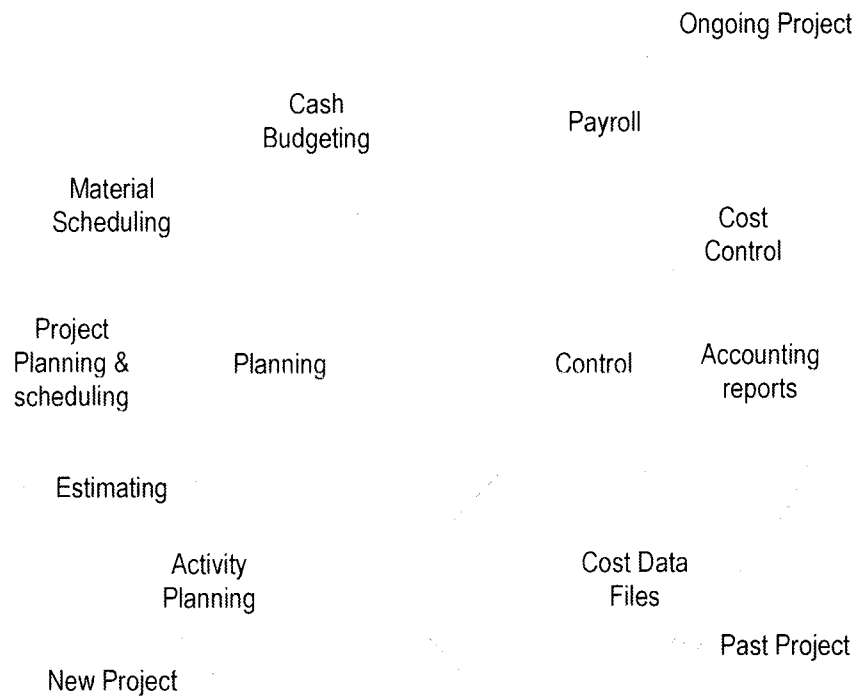 Ongoing Project
Cash
Budgeting
Payroll
Material
Scheduling
Cost
Control
Project
Planning &
scheduling
Planning
Control
Accounting
reports
Estimating
Activity
Planning
Cost Data
Files
Past Project
New Project